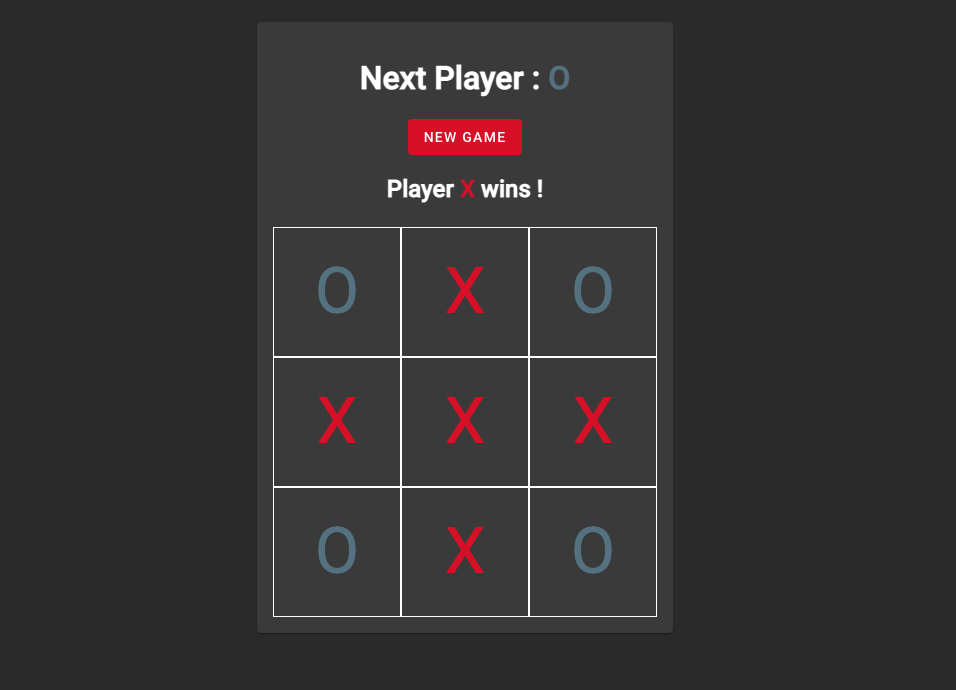 Next Player : O
NEW GAME
Player X wins !
O X O
X X X
O X O